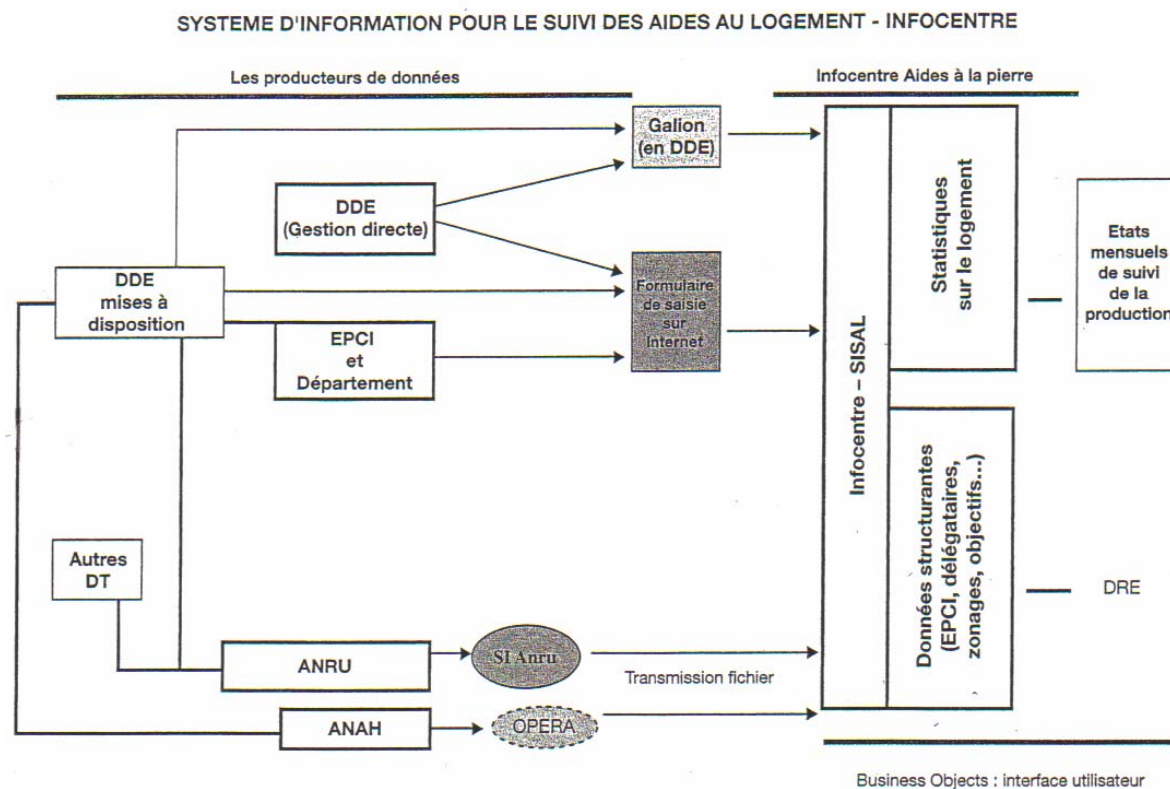 SYSTEME D'INFORMATION POUR LE SUIVI DES AIDES AU LOGEMENT - INFOCENTRE
Les producteurs de données
Infocentre Aides à la pierre
Galion
(en DDE)
DDE
(Gestion directe)
DDE
mises à
disposition
EPCI
et
Département
Formulaire
de saisie
sur
Internet
Autres
DT
ANRU
SI Anru
Transmission fichier
ANAH
OPERA
Infocentre – SISAL
Statistiques
sur le logement
Données structurantes
(EPCI, délégataires,
zonages, objectifs...)
Etats
mensuels
de suivi
de la
production
DRE
Business Objects : interface utilisateur